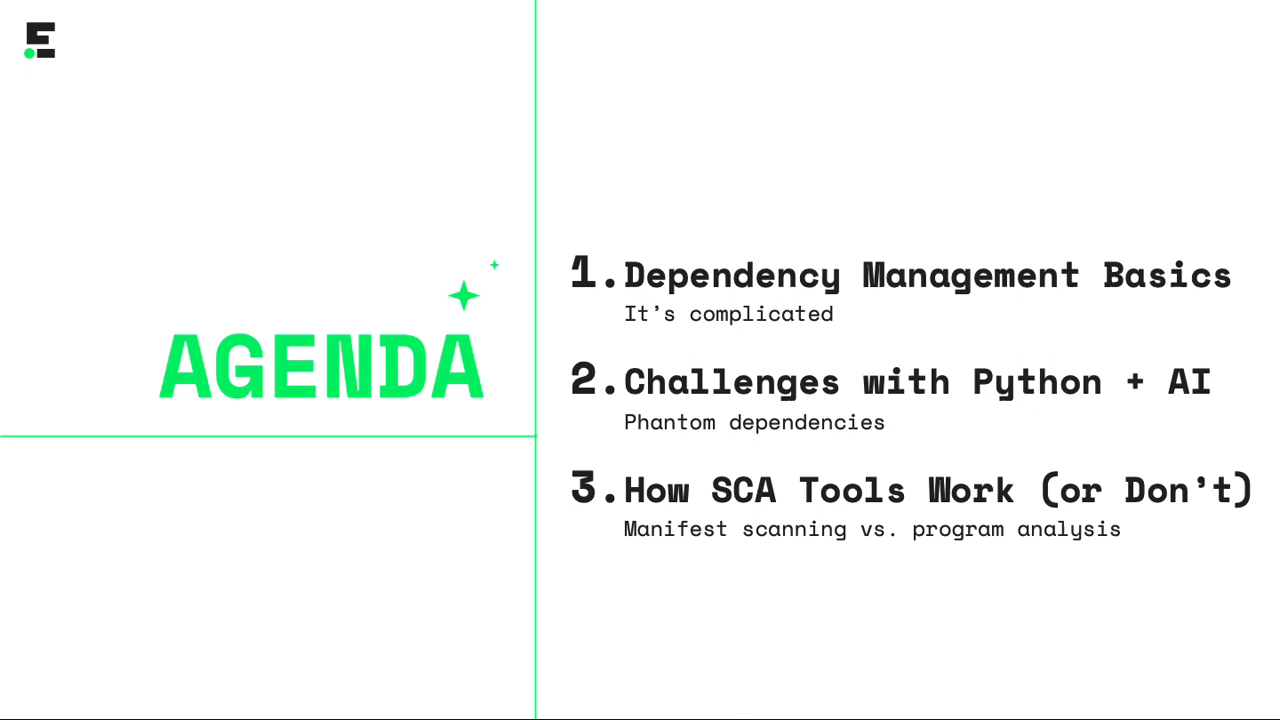 AGENDA
1. Dependency Management Basics
It's complicated
2. Challenges with Python + AI
Phantom dependencies
3. How SCA Tools Work (or Don't)
Manifest scanning vs. program analysis